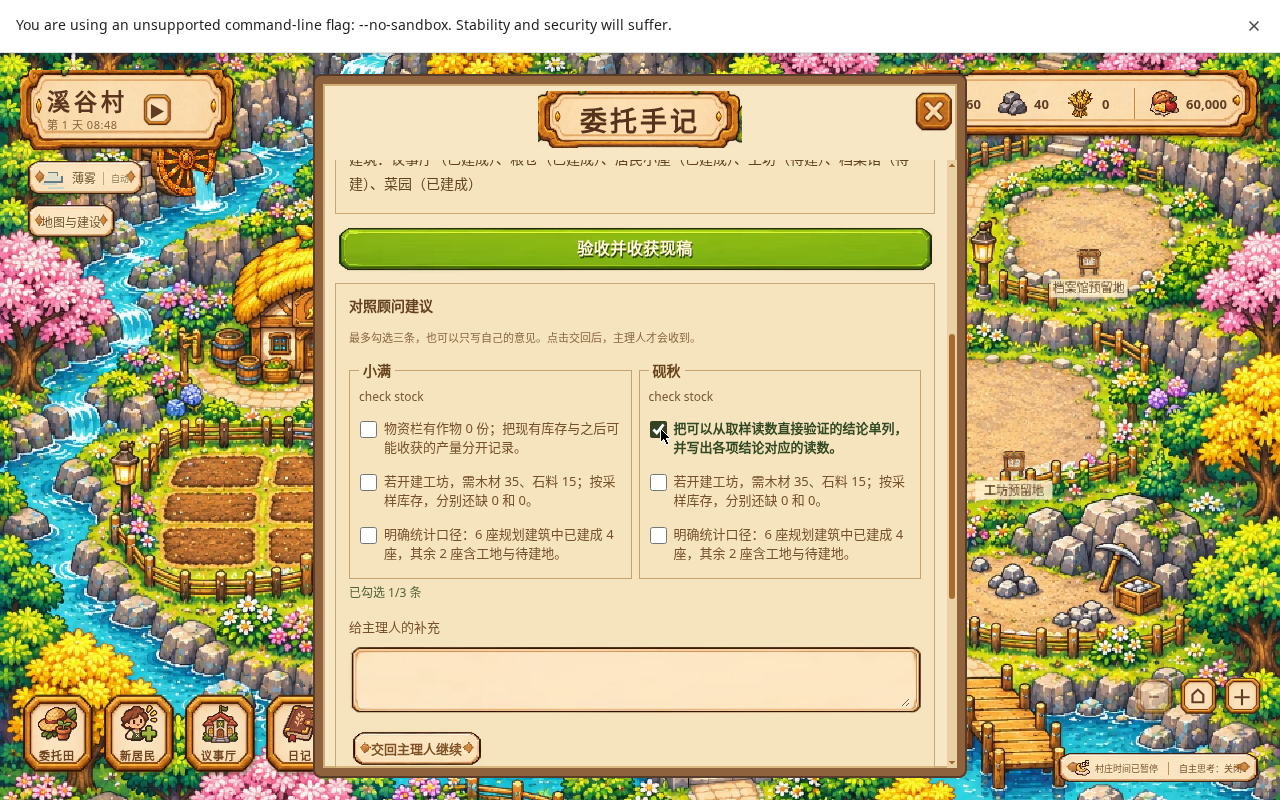 You are using an unsupported command-line flag: --no-sandbox. Stability and security will suffer.
溪谷村
第 1 天 08:48
薄雾
自动
地图与建设
60
40
0
60,000
委托手记
建）、菜园（已建成）
验收并收获现稿
对照顾问建议
最多勾选三条，也可以只写自己的意见。点击交回后，主理人才会收到。
小满
check stock
物资栏有作物 0 份；把现有库存与之后可
能收获的产量分开记录。
若开建工坊，需木材 35、石料 15；按采
样库存，分别还缺 0 和 0。
明确统计口径：6 座规划建筑中已建成 4
座，其余 2 座含工地与待建地。
砚秋
check stock
把可以从取样读数直接验证的结论单列，
并写出各项结论对应的读数。
若开建工坊，需木材 35、石料 15；按采
样库存，分别还缺 0 和 0。
明确统计口径：6 座规划建筑中已建成 4
座，其余 2 座含工地与待建地。
已勾选 1/3 条
给主理人的补充
交回主理人继续
档案馆预留地
工坊预留地
委托田
新居民
议事厅
日记
村庄时间已暂停
自主思考：关闭